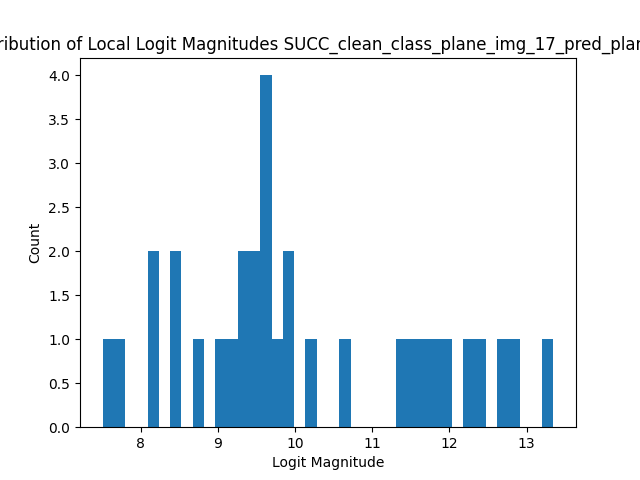 ribution of Local Logit Magnitudes SUCC_clean_class_plane_img_17_pred_plan
4.0
3.5
3.0
2.5
2.0
1.5
1.0
0.5
0.0
Count
8 9 10 11 12 13
Logit Magnitude